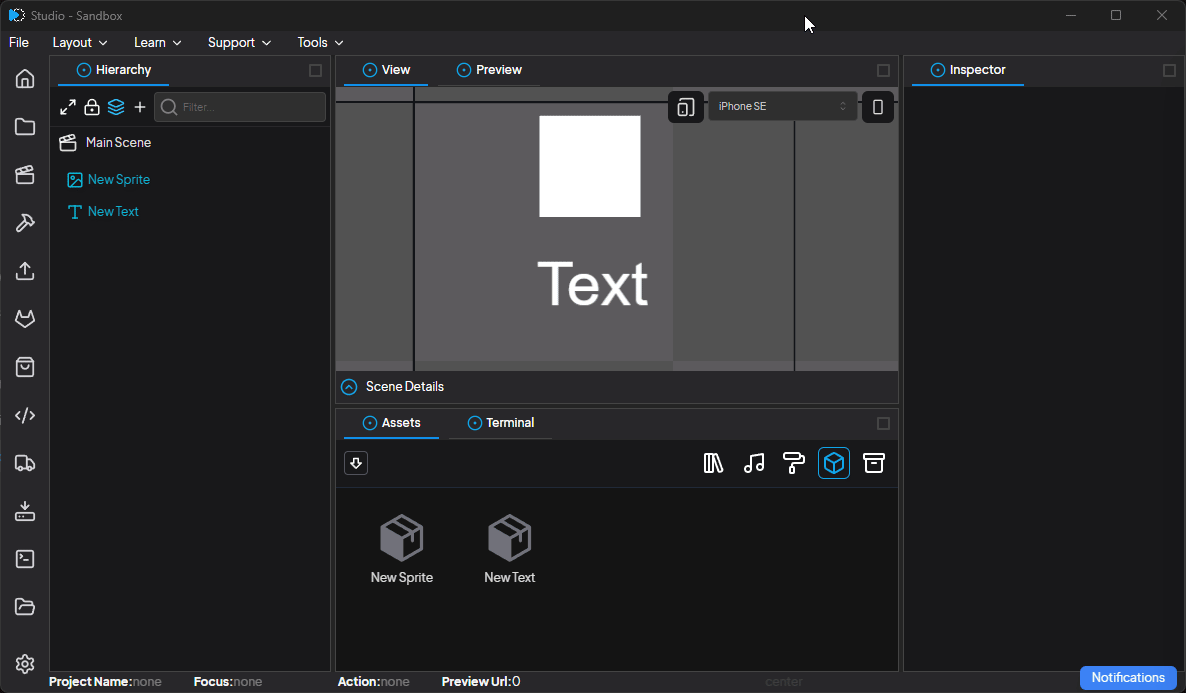 Studio - Sandbox
File Layout Learn Support Tools
Hierarchy
View Preview
Inspector
Filter...
iPhone SE
Main Scene
New Sprite
New Text
Text
Scene Details
Assets Terminal
New Sprite New Text
Project Name:none Focus:none Action:none Preview Url:0 center
Notifications